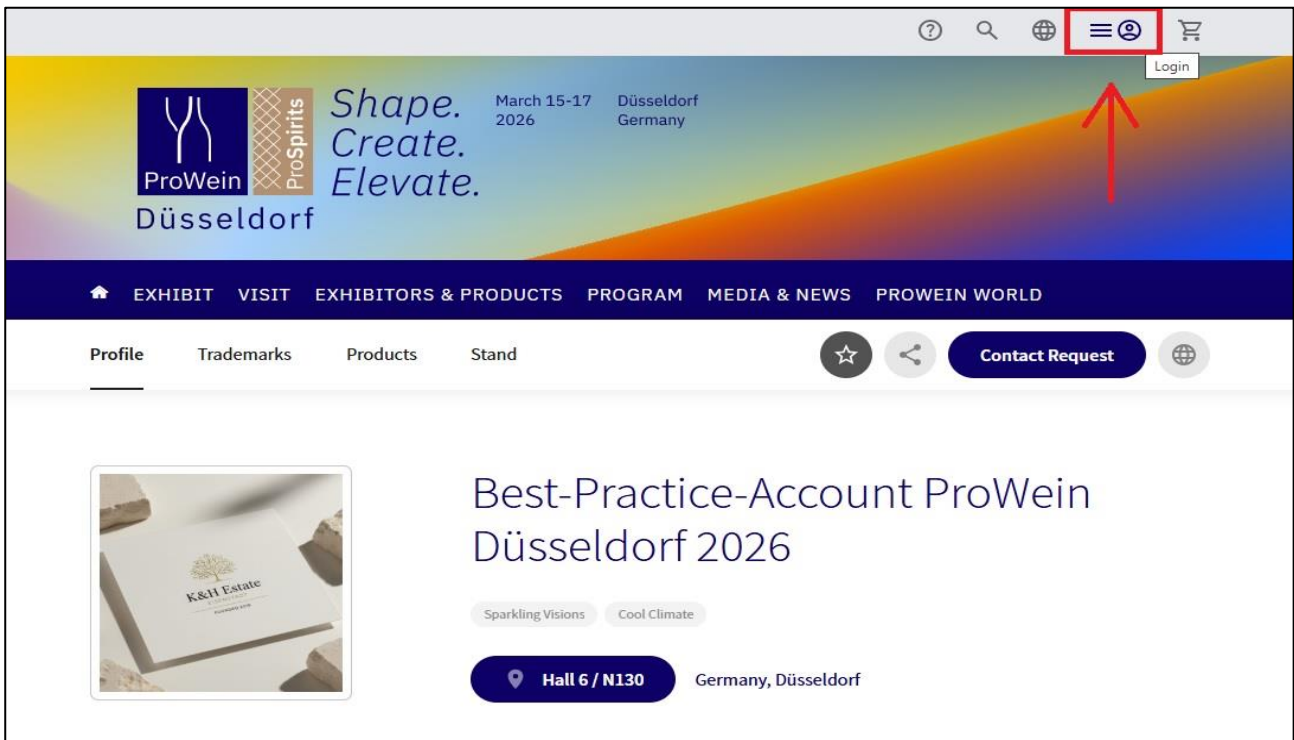 Login
ProWein
ProSpirits
Düsseldorf
Shape.
Create.
Elevate.
March 15-17
2026
Düsseldorf
Germany
EXHIBIT VISIT EXHIBITORS & PRODUCTS PROGRAM MEDIA & NEWS PROWEIN WORLD
Profile Trademarks Products Stand Contact Request
K&H Estate
Best-Practice-Account ProWein
Düsseldorf 2026
Sparkling Visions Cool Climate
Hall 6 / N130 Germany, Düsseldorf